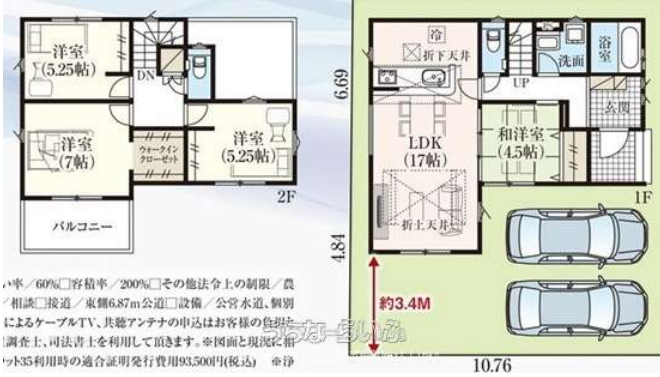 洋室
(5.25帖)
DN
洋室
(7帖)
ウォークイン
クローゼット
洋室
(5.25帖)
2F
バルコニー
冷
折下天井
UP
洗面
浴室
玄関
LDK
(17帖)
和洋室
(4.5帖)
折上天井
1F
6.69
4.84
約3.4M
10.76
い率/60%□容積率/200%□その他法令上の制限/農
/相談□接道/東側6.87m公道□設備/公営水道、個別
によるケーブルTV、共聴アンテナの申込はお客様の負担た
調査士、司法書士を利用して頂きます。※図面と現況に相
ット35利用時の適合証明発行費用93,500円(税込) ※浄